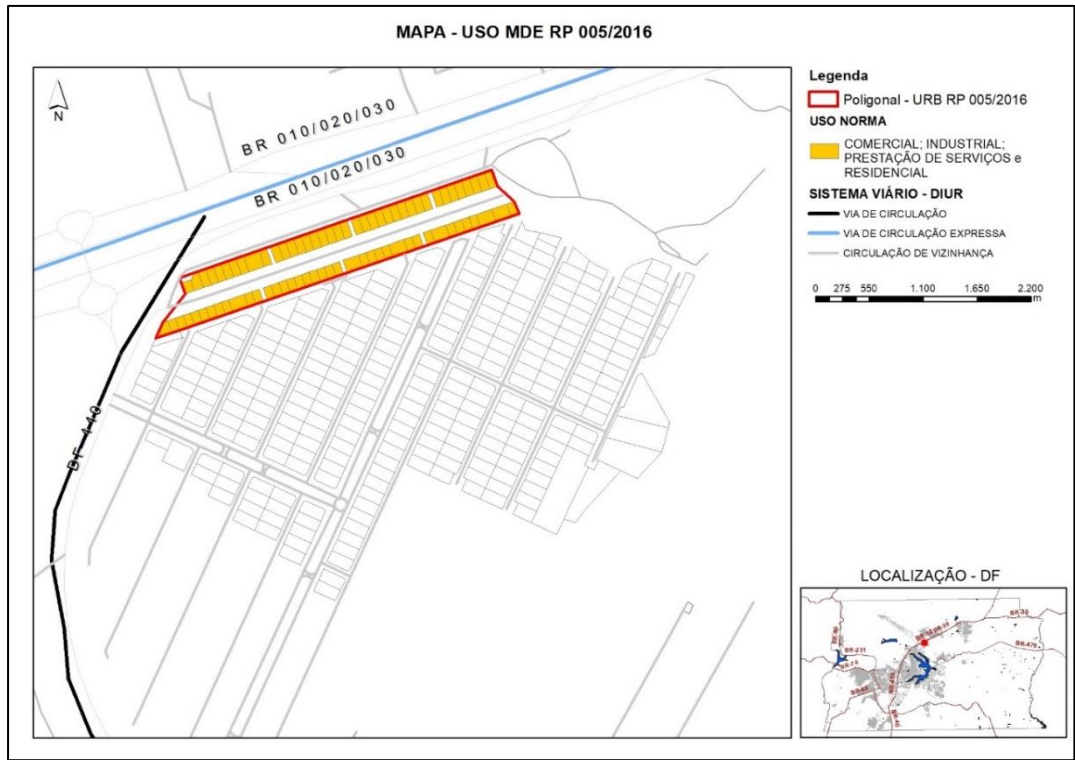 MAPA - USO MDE RP 005/2016
N
BR 010/020/030
BR 010/020/030
DF 440
Legenda
Poligonal - URB RP 005/2016
USO NORMA
COMERCIAL; INDUSTRIAL;
PRESTAÇÃO DE SERVIÇOS e
RESIDENCIAL
SISTEMA VIÁRIO - DIUR
VIA DE CIRCULAÇÃO
VIA DE CIRCULAÇÃO EXPRESSA
CIRCULAÇÃO DE VIZINHANÇA
0 275 550 1.100 1.650 2.200
m
LOCALIZAÇÃO - DF